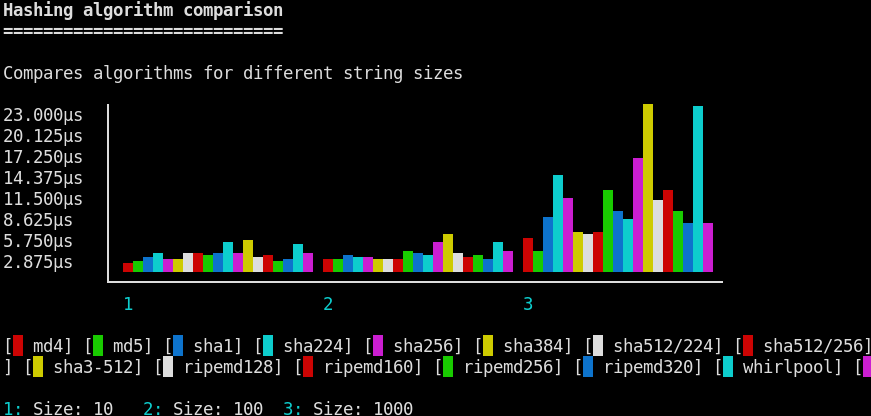 Hashing algorithm comparison
============================
Compares algorithms for different string sizes
23.000μs
20.125μs
17.250μs
14.375μs
11.500μs
8.625μs
5.750μs
2.875μs
1 2 3
[ md4] [ md5] [ sha1] [ sha224] [ sha256] [ sha384] [ sha512/224] [ sha512/256]
] [ sha3-512] [ ripemd128] [ ripemd160] [ ripemd256] [ ripemd320] [ whirlpool] [
1: Size: 10 2: Size: 100 3: Size: 1000